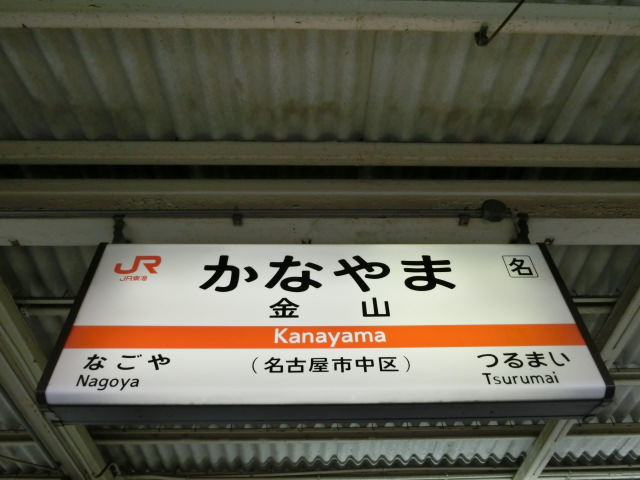 JR
JR東海
かなやま
名
金山
Kanayama
なごや
Nagoya
(名古屋市中区)
つるまい
Tsurumai